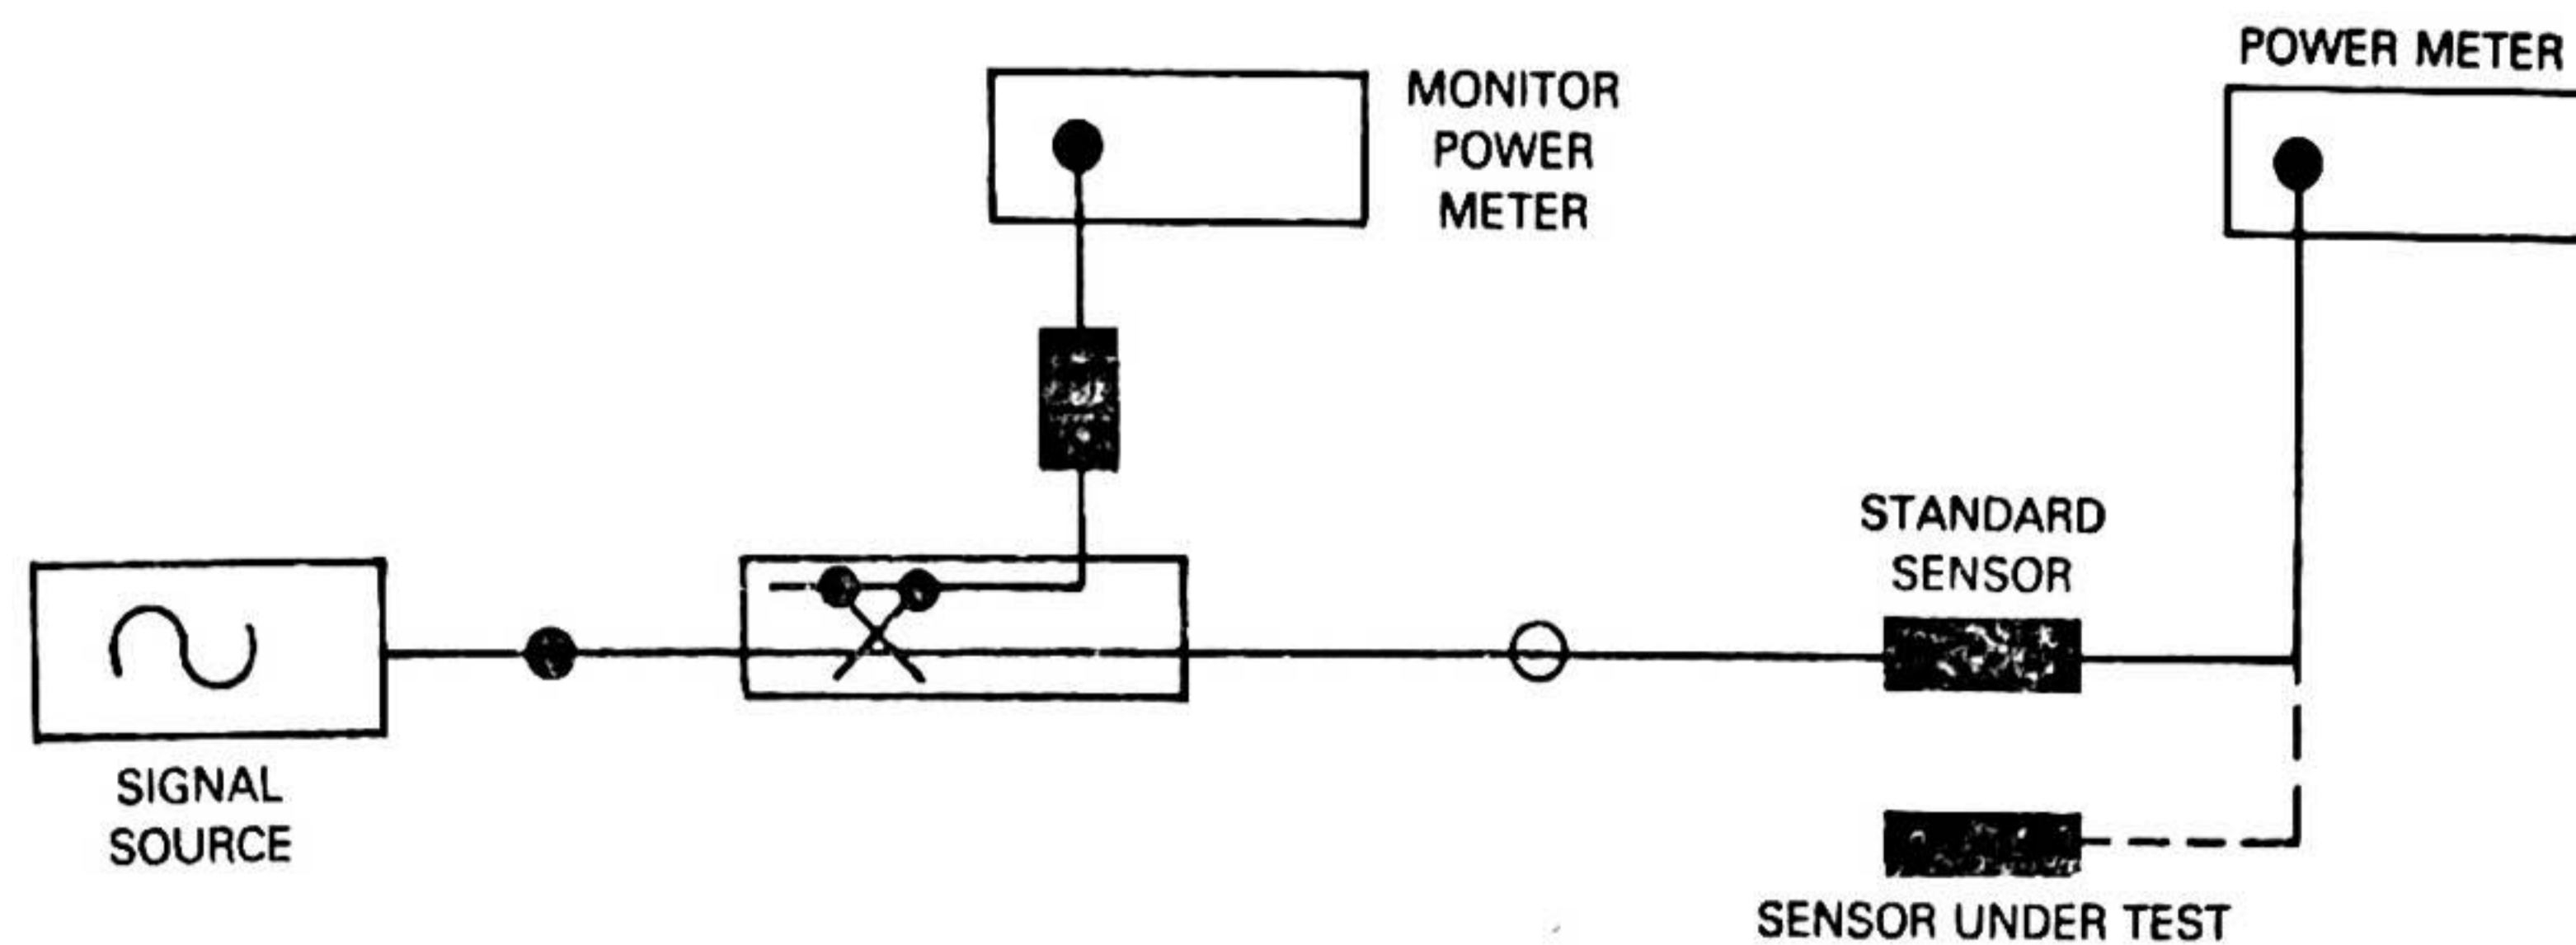 POWER METER
MONITOR
POWER
METER
STANDARD
SENSOR
SIGNAL
SOURCE
SENSOR UNDER TEST